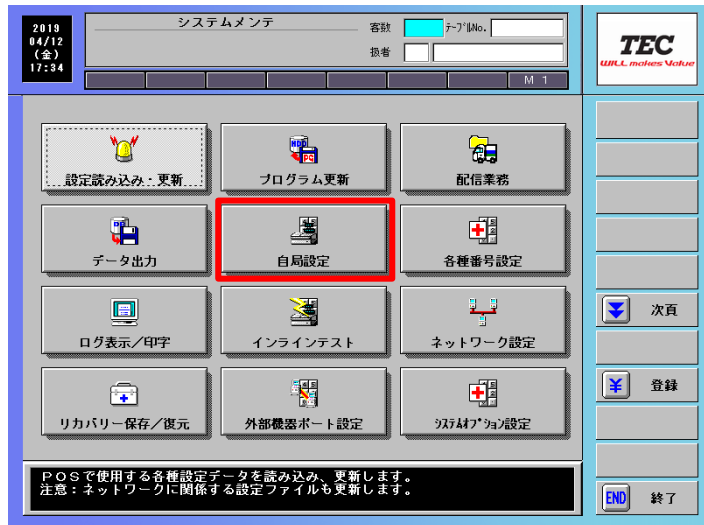 2019
04/12
(金)
17:34
システムメンテ
客数
テーブルNo.
扱者
M 1
TEC
WILL makes Value
設定読み込み・更新
プログラム更新
配信業務
データ出力
自局設定
各種番号設定
ログ表示/印字
インラインテスト
ネットワーク設定
リカバリー保存/復元
外部機器ポート設定
システムオプション設定
次頁
¥ 登録
END 終了
POSで使用する各種設定データを読み込み、更新します。
注意:ネットワークに関係する設定ファイルも更新します。